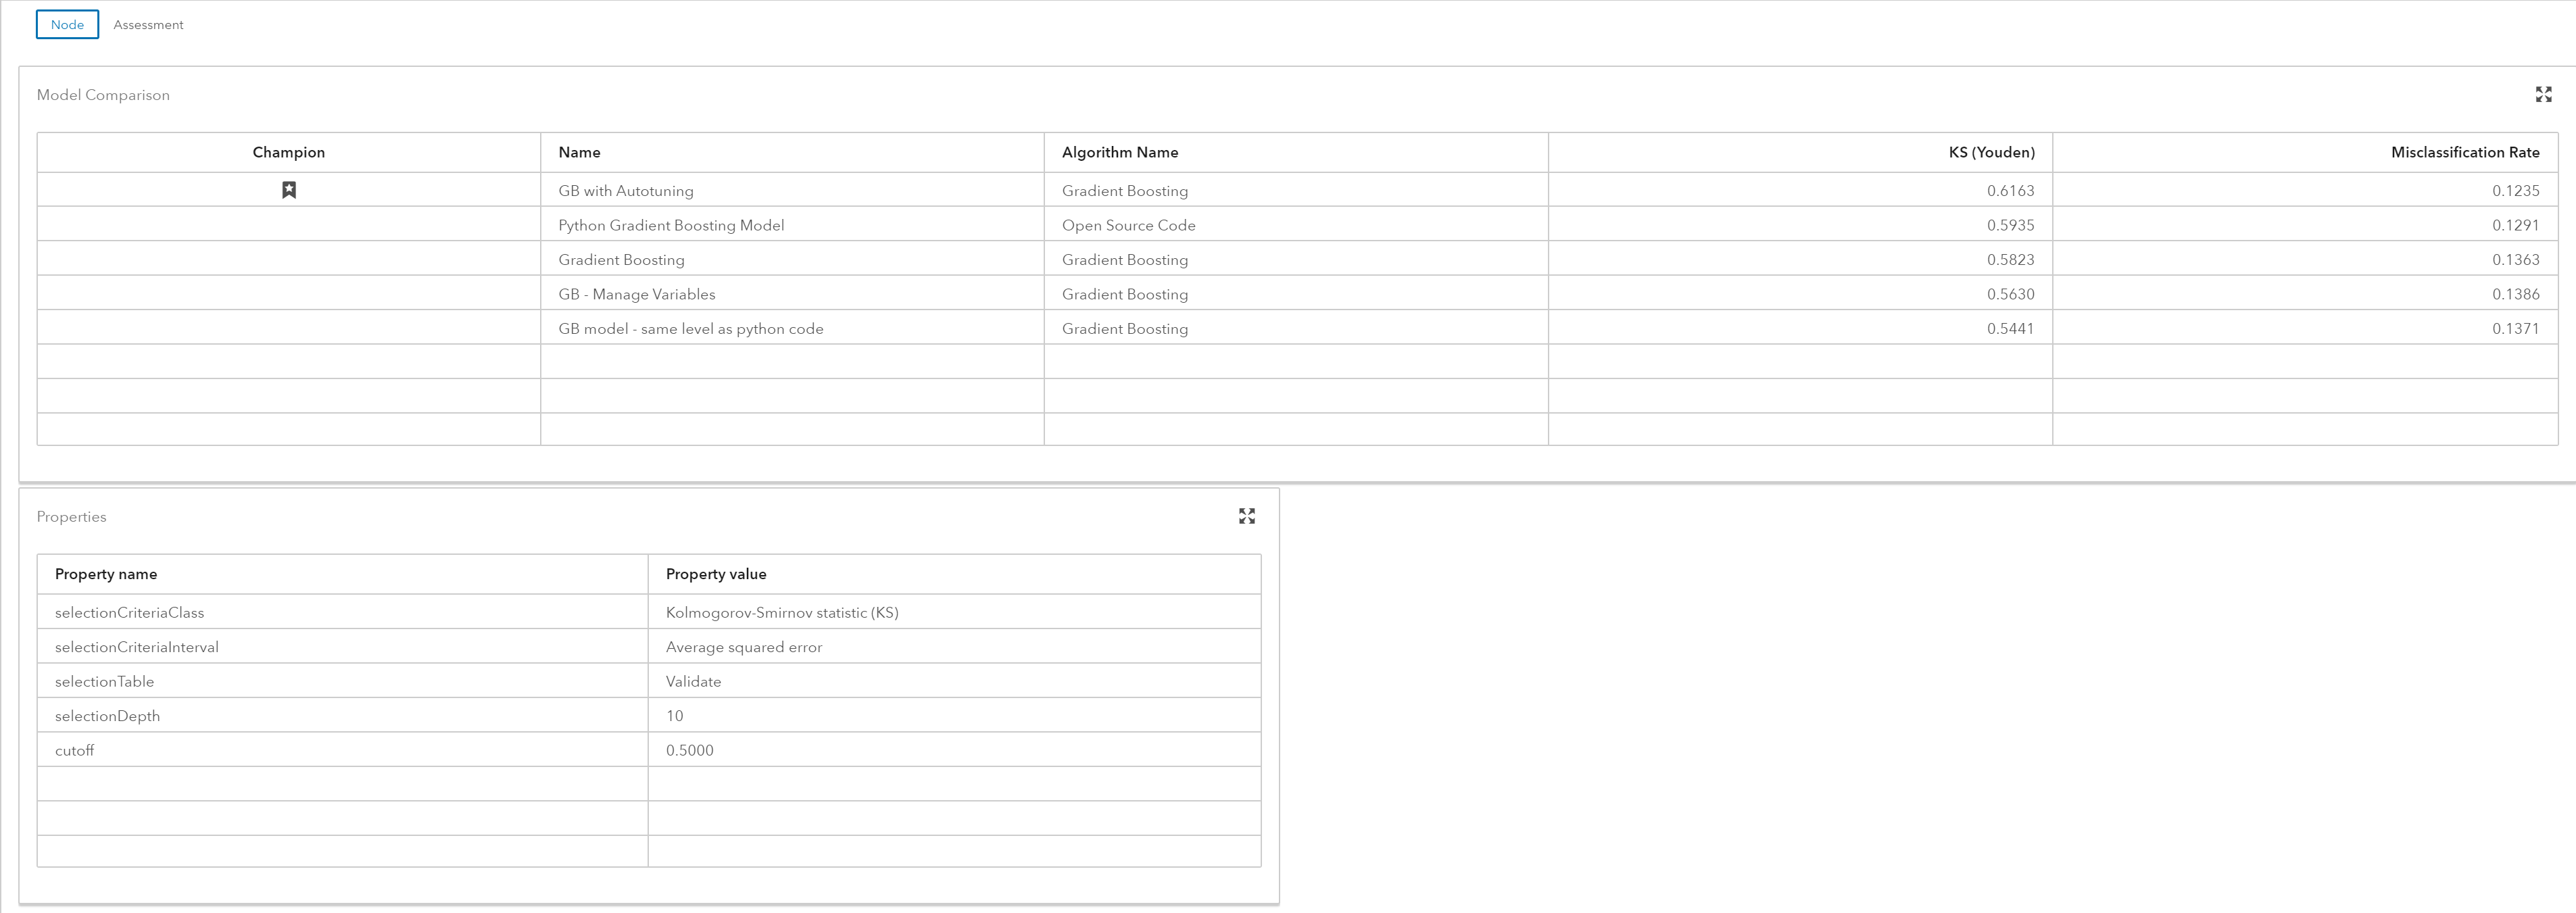 Node Assessment
Model Comparison
Champion Name Algorithm Name KS (Youden) Misclassification Rate
GB with Autotuning Gradient Boosting 0.6163 0.1235
Python Gradient Boosting Model Open Source Code 0.5935 0.1291
Gradient Boosting Gradient Boosting 0.5823 0.1363
GB - Manage Variables Gradient Boosting 0.5630 0.1386
GB model - same level as python code Gradient Boosting 0.5441 0.1371
Properties
Property name Property value
selectionCriteriaClass Kolmogorov-Smirnov statistic (KS)
selectionCriteriaInterval Average squared error
selectionTable Validate
selectionDepth 10
cutoff 0.5000